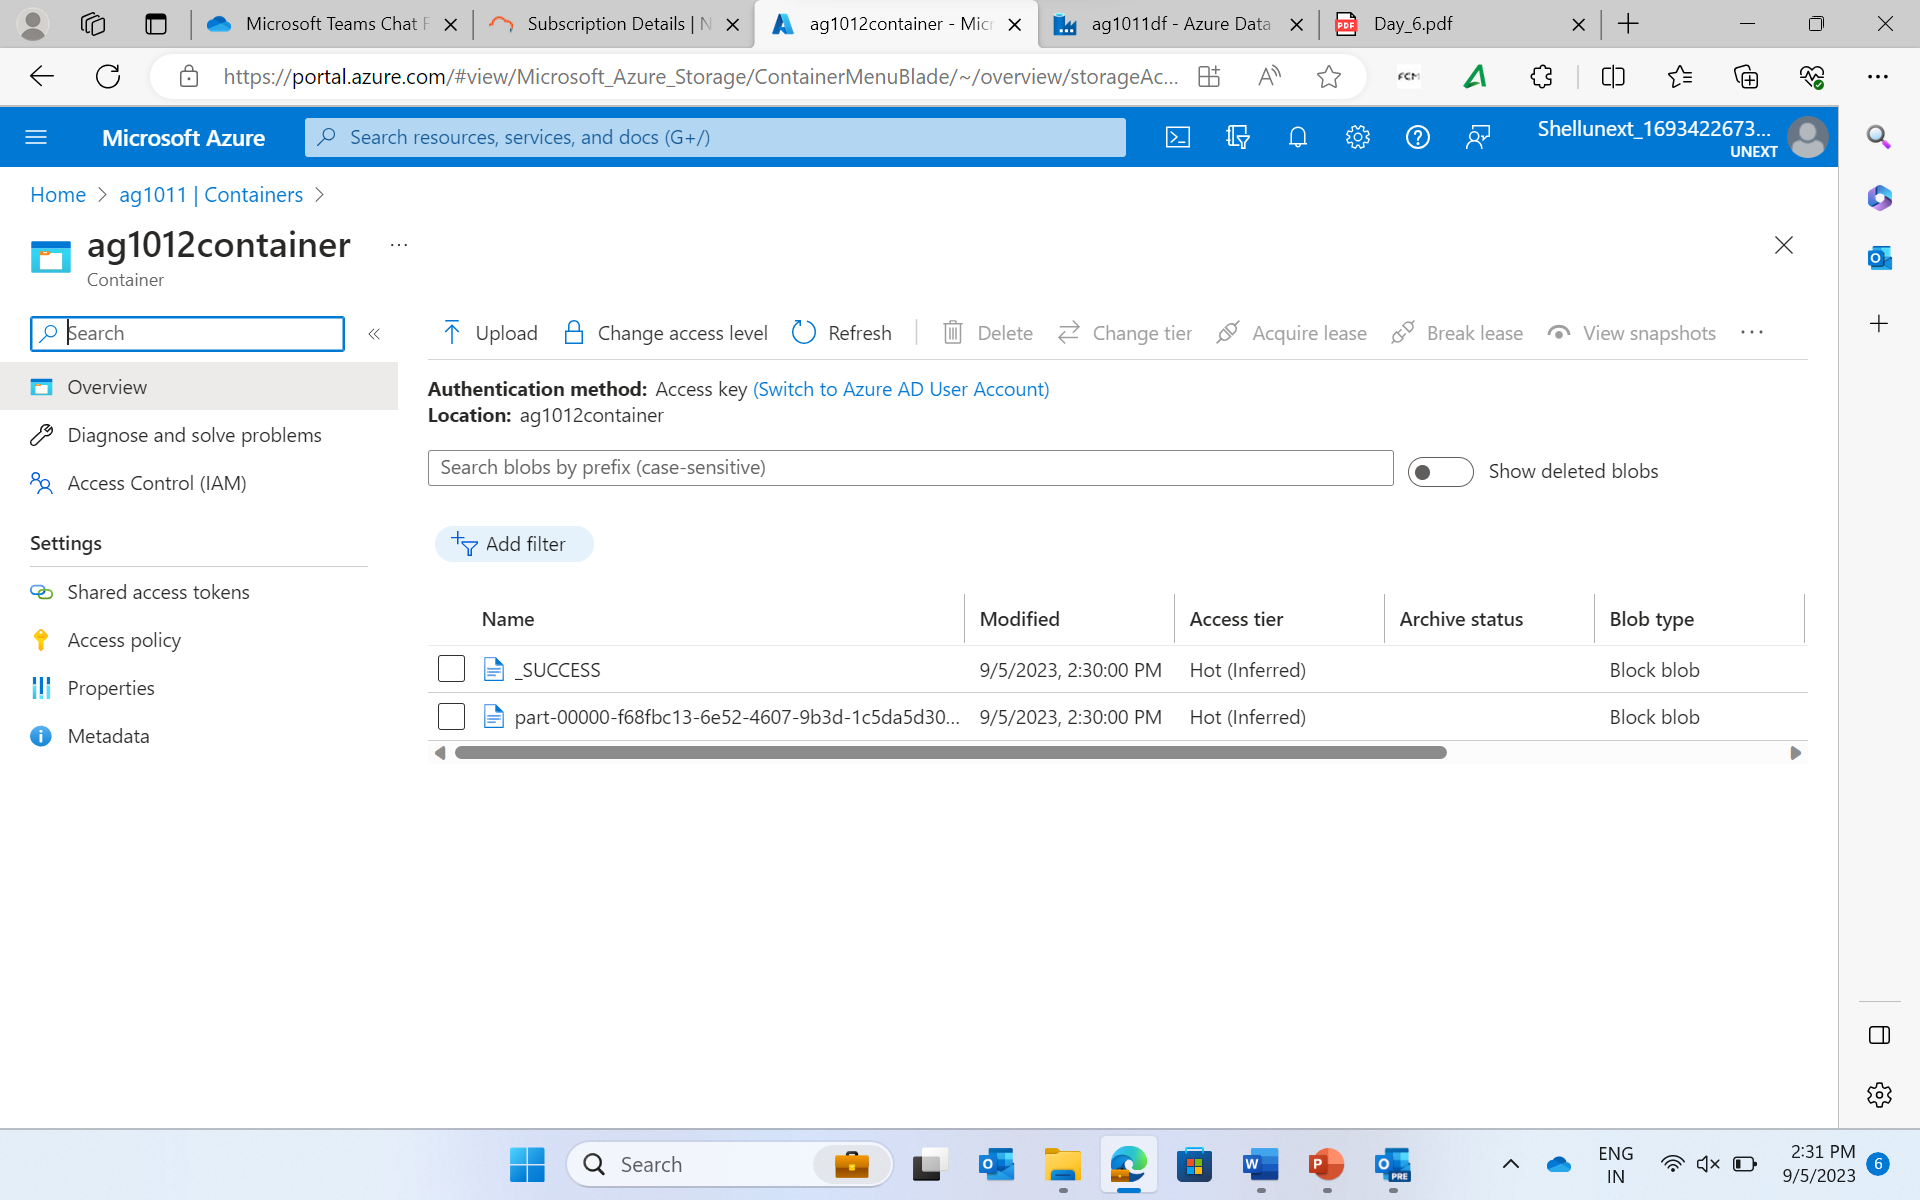 Microsoft Teams Chat F
Subscription Details | N
ag1012container - Micr
ag1011df - Azure Data
PDF
Day_6.pdf
https://portal.azure.com/#view/Microsoft_Azure_Storage/ContainerMenuBlade/~/overview/storageAc...
FCM
Microsoft Azure
Search resources, services, and docs (G+/)
Shellunext_1693422673...
UNEXT
Home > ag1011 | Containers >
ag1012container ...
Container
Search
«
Upload
Change access level
Refresh
Delete
Change tier
Acquire lease
Break lease
View snapshots
...
Overview
Diagnose and solve problems
Access Control (IAM)
Settings
Shared access tokens
Access policy
Properties
Metadata
Authentication method: Access key (Switch to Azure AD User Account)
Location: ag1012container
Search blobs by prefix (case-sensitive)
Show deleted blobs
Add filter
Name Modified Access tier Archive status Blob type
_SUCCESS 9/5/2023, 2:30:00 PM Hot (Inferred) Block blob
part-00000-f68fbc13-6e52-4607-9b3d-1c5da5d30... 9/5/2023, 2:30:00 PM Hot (Inferred) Block blob
Search
PRE
ENG
IN
2:31 PM
9/5/2023
6